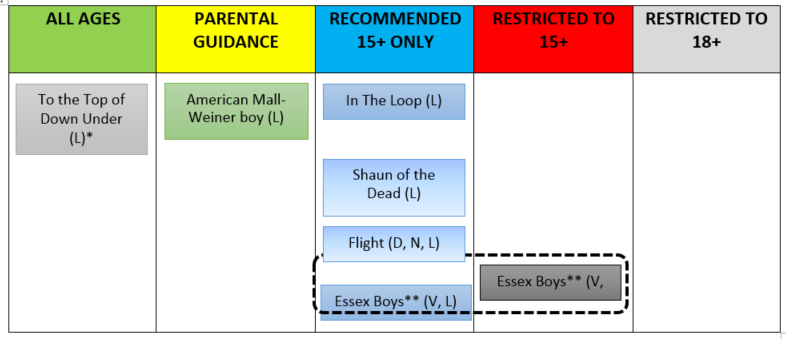 ALL AGES
PARENTAL
GUIDANCE
RECOMMENDED
15+ ONLY
RESTRICTED TO
15+
RESTRICTED TO
18+
To the Top of
Down Under
(L)*
American Mall-
Weiner boy (L)
In The Loop (L)
Shaun of the
Dead (L)
Flight (D, N, L)
Essex Boys** (V, L)
Essex Boys** (V,